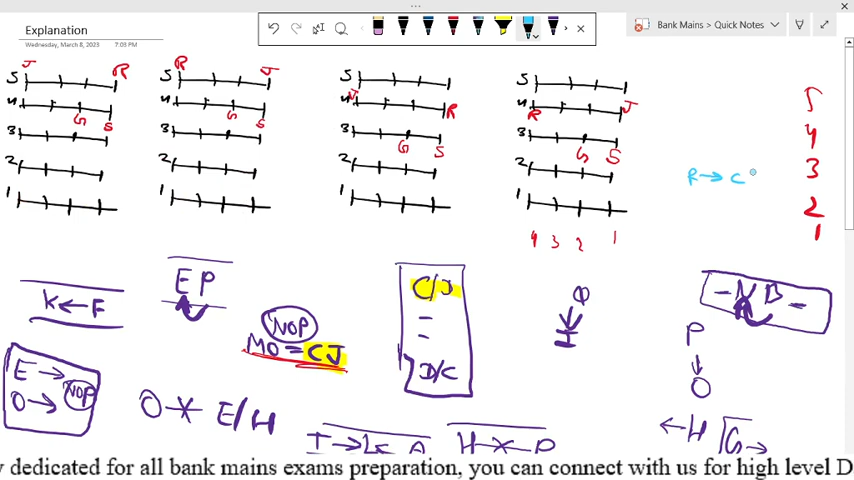 Explanation
Wednesday, March 8, 2023 7:03 PM
Bank Mains > Quick Notes
5 J R
4 G S
3
2
1
5 R J
4 G S
3
2
1
5
4 J R
3 G S
2
1
5
4 R J
3 G S
2
1
4 3 2 1
R → C
5
4
3
2
1
K ← F
E P
NOP
MO = CJ
C/J
–
–
D/C
I
– N B –
P
↓
O
E →
O → NOP
O E/H
← H G →
dedicated for all bank mains exams preparation, you can connect with us for high level D